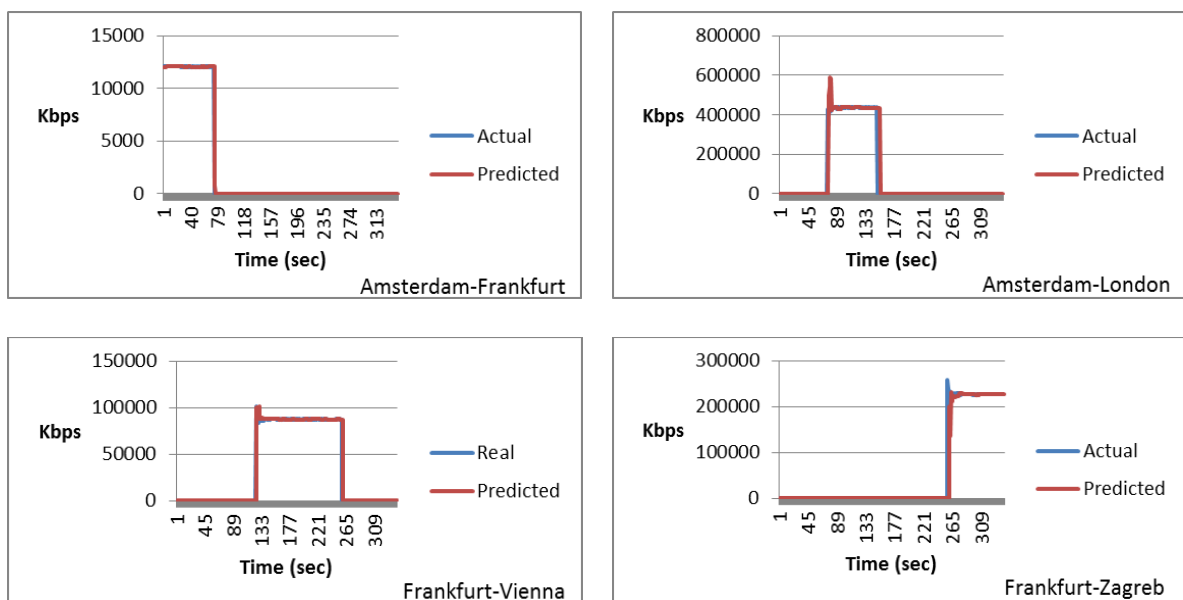 15000
10000
5000
0
Kbps
Actual
Predicted
1 40 79 118 157 196 235 274 313
Time (sec)
Amsterdam-Frankfurt
800000
600000
400000
200000
0
Kbps
Actual
Predicted
1 45 89 133 177 221 265 309
Time (sec)
Amsterdam-London
150000
100000
50000
0
Kbps
Real
Predicted
1 45 89 133 177 221 265 309
Time (sec)
Frankfurt-Vienna
300000
200000
100000
0
Kbps
Actual
Predicted
1 45 89 133 177 221 265 309
Time (sec)
Frankfurt-Zagreb